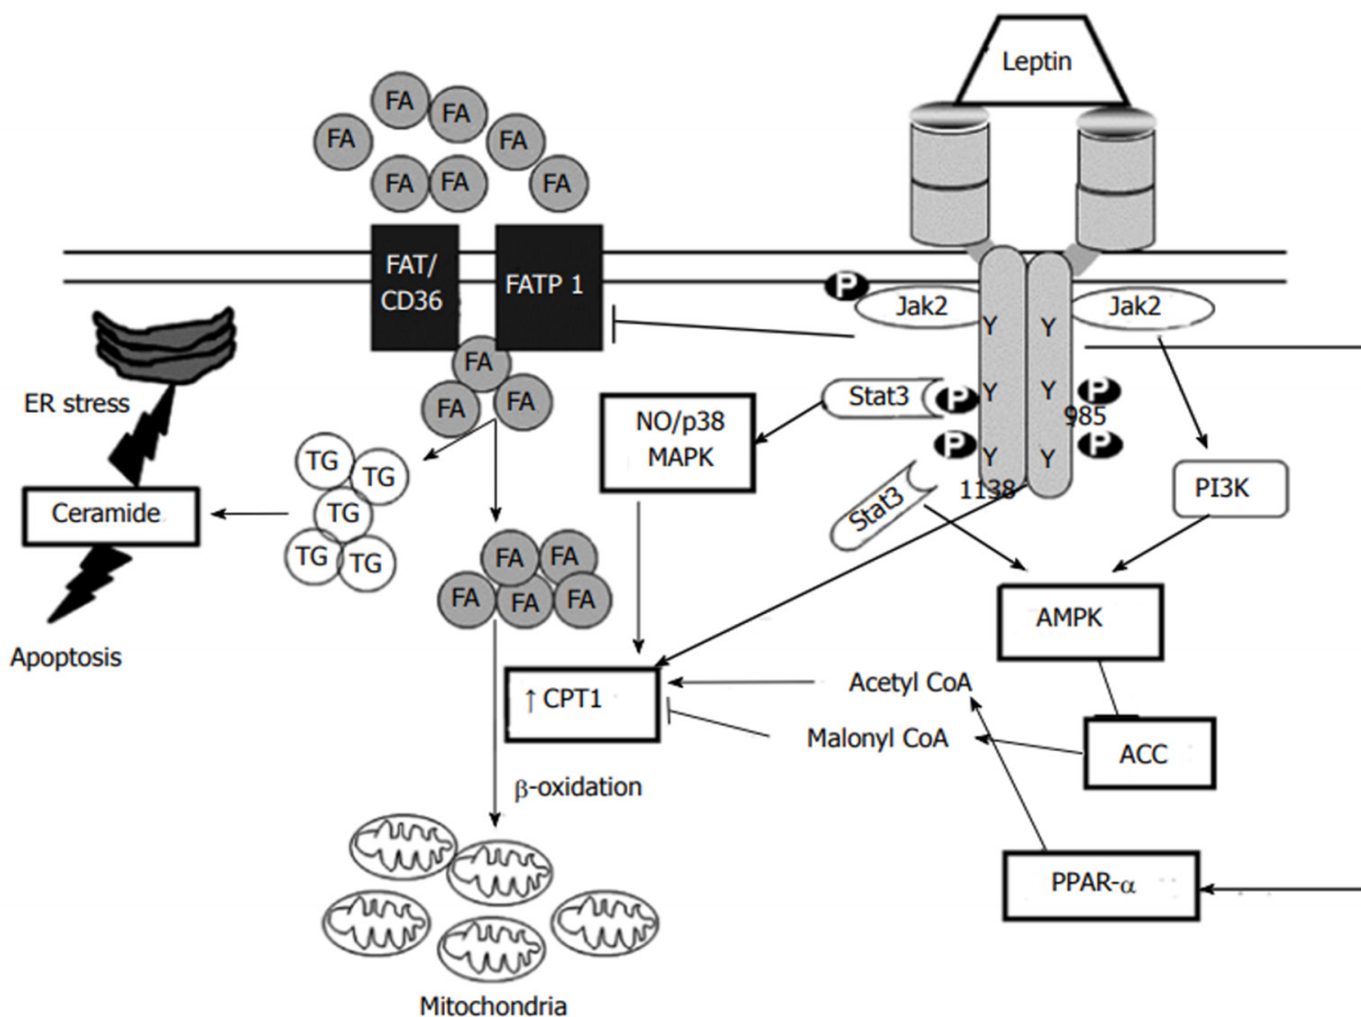 Leptin
FA
FA
FA
FA
FA
FA
FA
FAT/
CD36
FATP 1
P
Jak2
Jak2
Y
Y
FA
FA
FA
ER stress
Stat3
P
Y
Y
P
985
NO/p38
MAPK
P
Y
Y
P
1138
Stat3
PI3K
TG
TG
TG
TG
TG
Ceramide
FA
FA
FA
FA
FA
AMPK
Apoptosis
↑ CPT1
Acetyl CoA
Malonyl CoA
ACC
β-oxidation
PPAR-α
Mitochondria